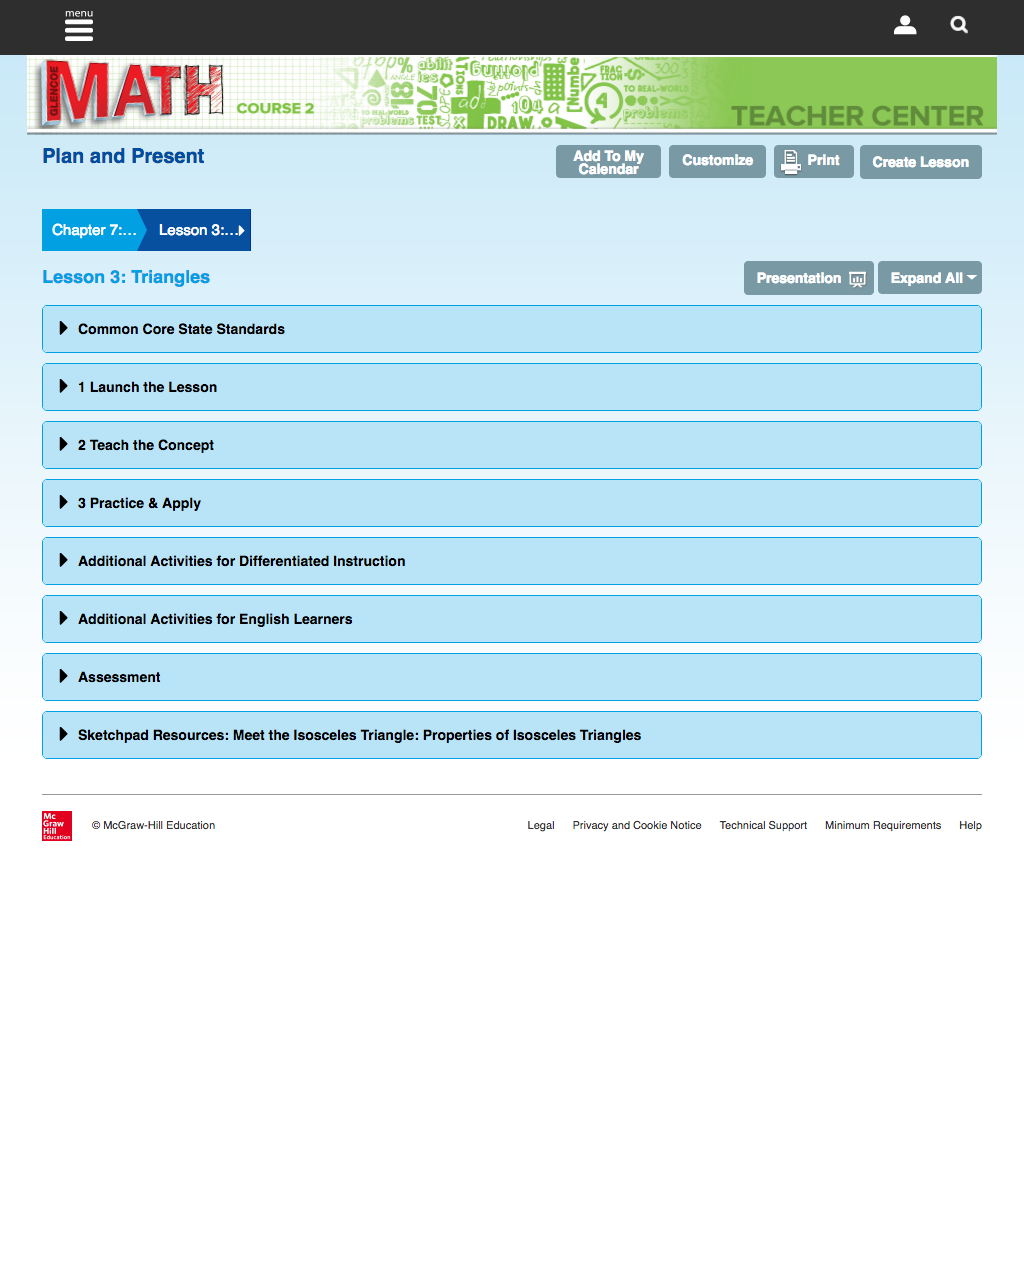 menu
GLENCOE
MATH
COURSE 2
TEACHER CENTER
Plan and Present
Add To My
Calendar
Customize
Print
Create Lesson
Chapter 7:...
Lesson 3:...
Lesson 3: Triangles
Presentation
Expand All
Common Core State Standards
1 Launch the Lesson
2 Teach the Concept
3 Practice & Apply
Additional Activities for Differentiated Instruction
Additional Activities for English Learners
Assessment
Sketchpad Resources: Meet the Isosceles Triangle: Properties of Isosceles Triangles
Mc
Graw
Hill
Education
© McGraw-Hill Education
Legal
Privacy and Cookie Notice
Technical Support
Minimum Requirements
Help